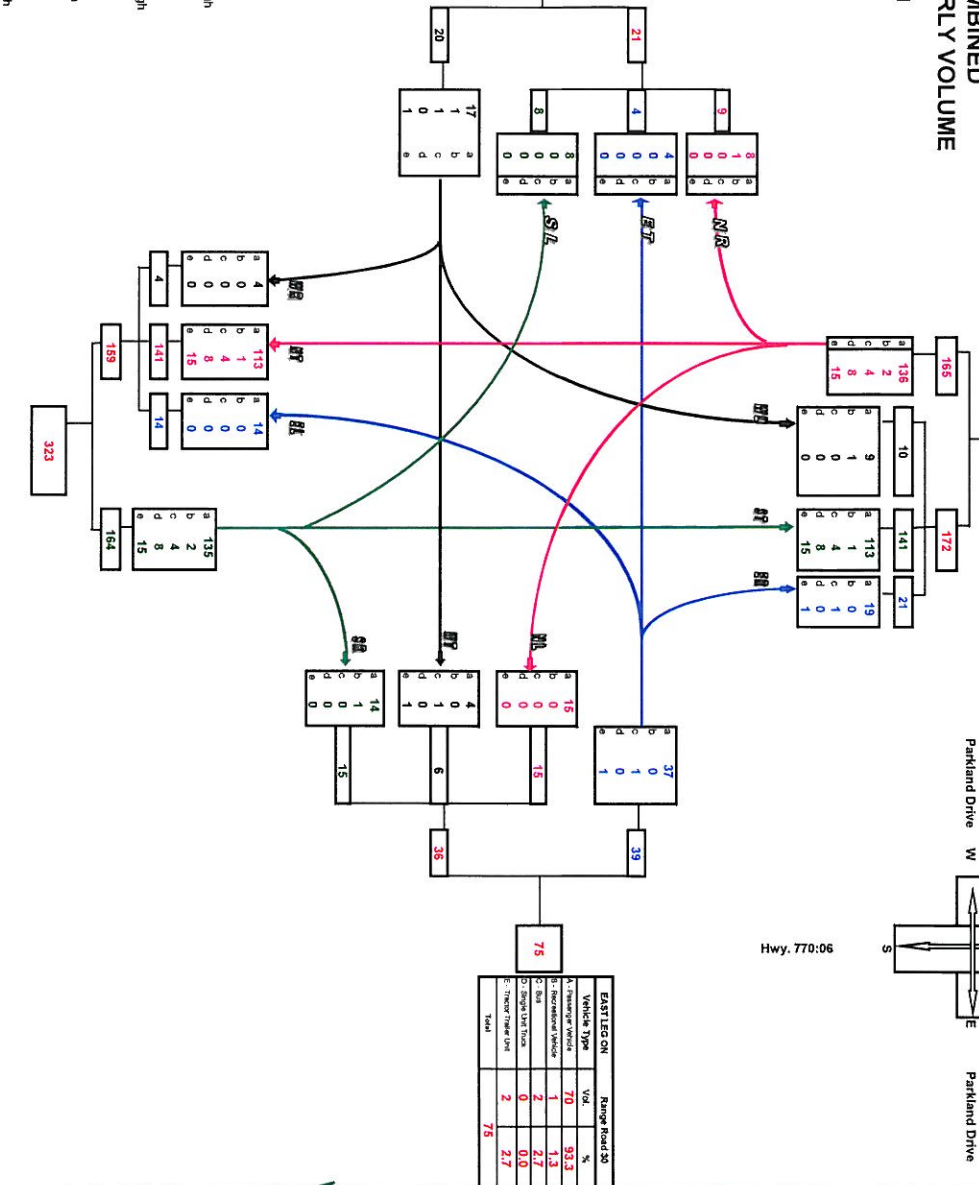 MBINED
RLY VOLUME
20
21
17 a
1 b
1 c
0 d
1 e
8
4
9
8 a
0 b
0 c
0 d
0 e
4 a
0 b
0 c
0 d
0 e
8 a
1 b
0 c
0 d
0 e
SL
ET
NR
165
a 136
b 2
c 4
d 8
e 15
4
141
14
159
a 4
b 0
c 0
d 0
e 0
a 113
b 1
c 4
d 8
e 15
a 14
b 0
c 0
d 0
e 0
323
164
a 135
b 2
c 4
d 8
e 15
10
141
21
172
a 9
b 1
c 0
d 0
e 0
a 113
b 1
c 4
d 8
e 15
a 19
b 0
c 1
d 0
e 1
a 14
b 1
c 0
d 0
e 0
a 4
b 0
c 1
d 0
e 1
a 15
b 0
c 0
d 0
e 0
a 37
b 0
c 1
d 0
e 1
15
6
15
36
39
75
Parkland Drive W
S
E
Parkland Drive
Hwy. 770:06
EAST LEG ON Range Road 30
Vehicle Type Vol. %
A - Passenger Vehicle 70 93.3
B - Recreational Vehicle 1 1.3
C - Bus 2 2.7
D - Single Unit Truck 0 0.0
E - Tractor Trailer Unit 2 2.7
Total 75